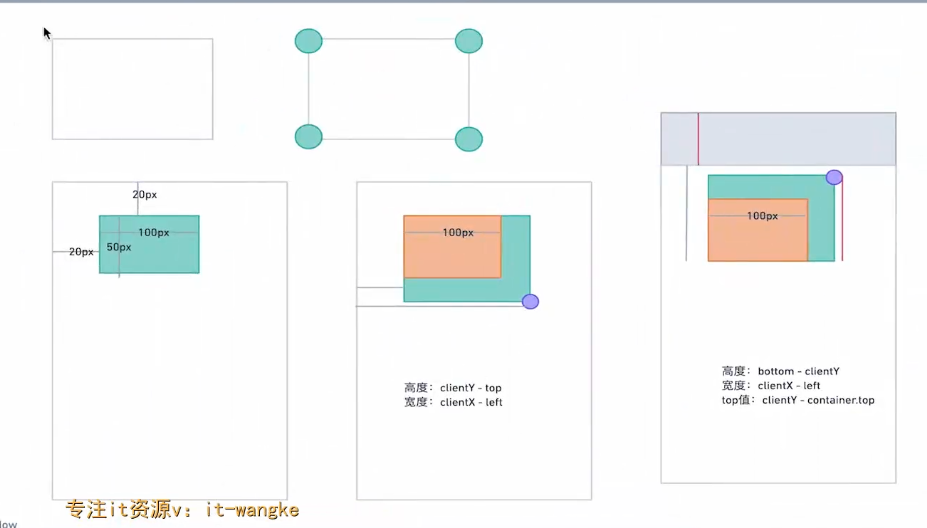 20px
100px
20px
50px
100px
高度：clientY - top
宽度：clientX - left
100px
高度：bottom - clientY
宽度：clientX - left
top值：clientY - container.top
专注it资源v：it-wangke
low